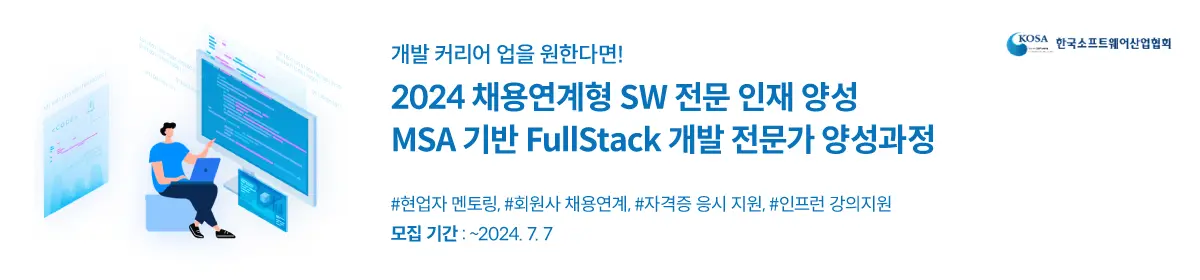 개발 커리어 업을 원한다면!
2024 채용연계형 SW 전문 인재 양성
MSA 기반 FullStack 개발 전문가 양성과정
#현업자 멘토링, #회원사 채용연계, #자격증 응시 지원, #인프런 강의지원
모집 기간 : ~2024. 7. 7
KOSA 한국소프트웨어산업협회